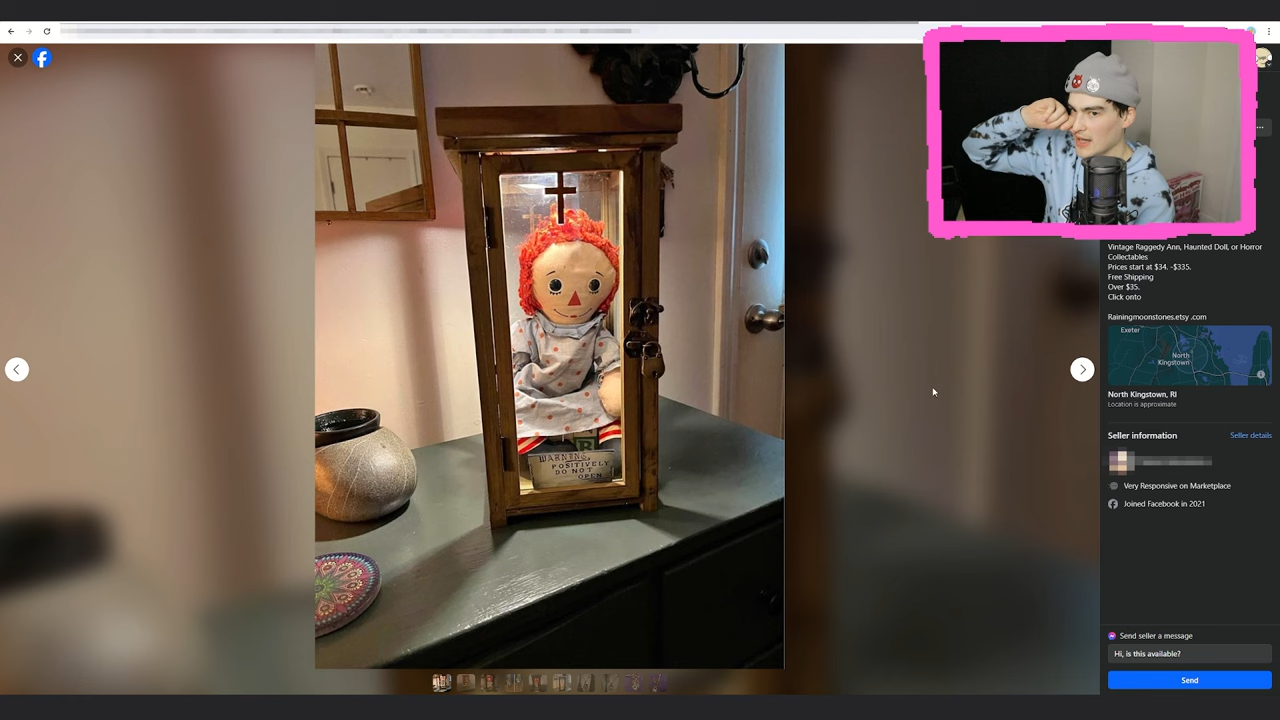 WARNING,
POSITIVELY
DO NOT
OPEN
Vintage Raggedy Ann, Haunted Doll, or Horror
Collectables
Prices start at $34. -$335.
Free Shipping
Over $35.
Click onto
Rainingmoonstones.etsy .com
Exeter
North
Kingstown
North Kingstown, RI
Location is approximate
Seller information
Seller details
Very Responsive on Marketplace
Joined Facebook in 2021
Send seller a message
Hi, is this available?
Send